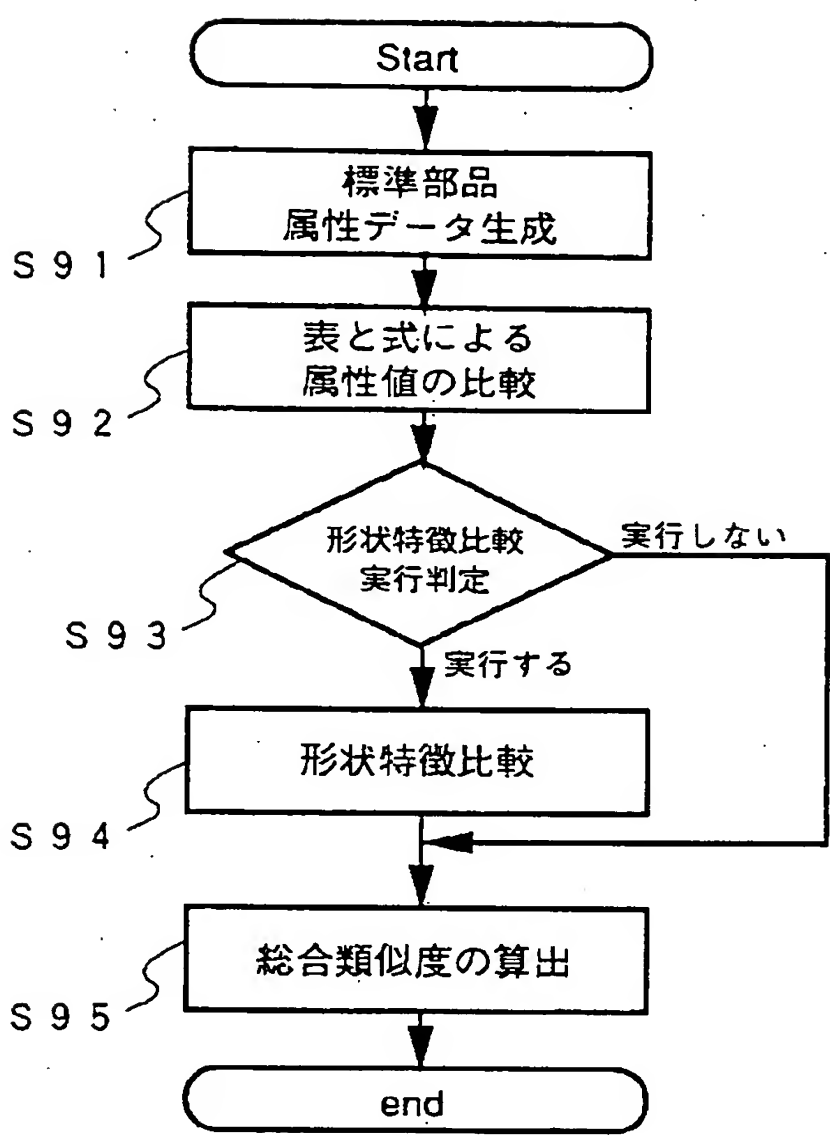 Start
標準部品
属性データ生成
S91
表と式による
属性値の比較
S92
形状特徴比較
実行判定
実行しない
S93
実行する
形状特徴比較
S94
総合類似度の算出
S95
end